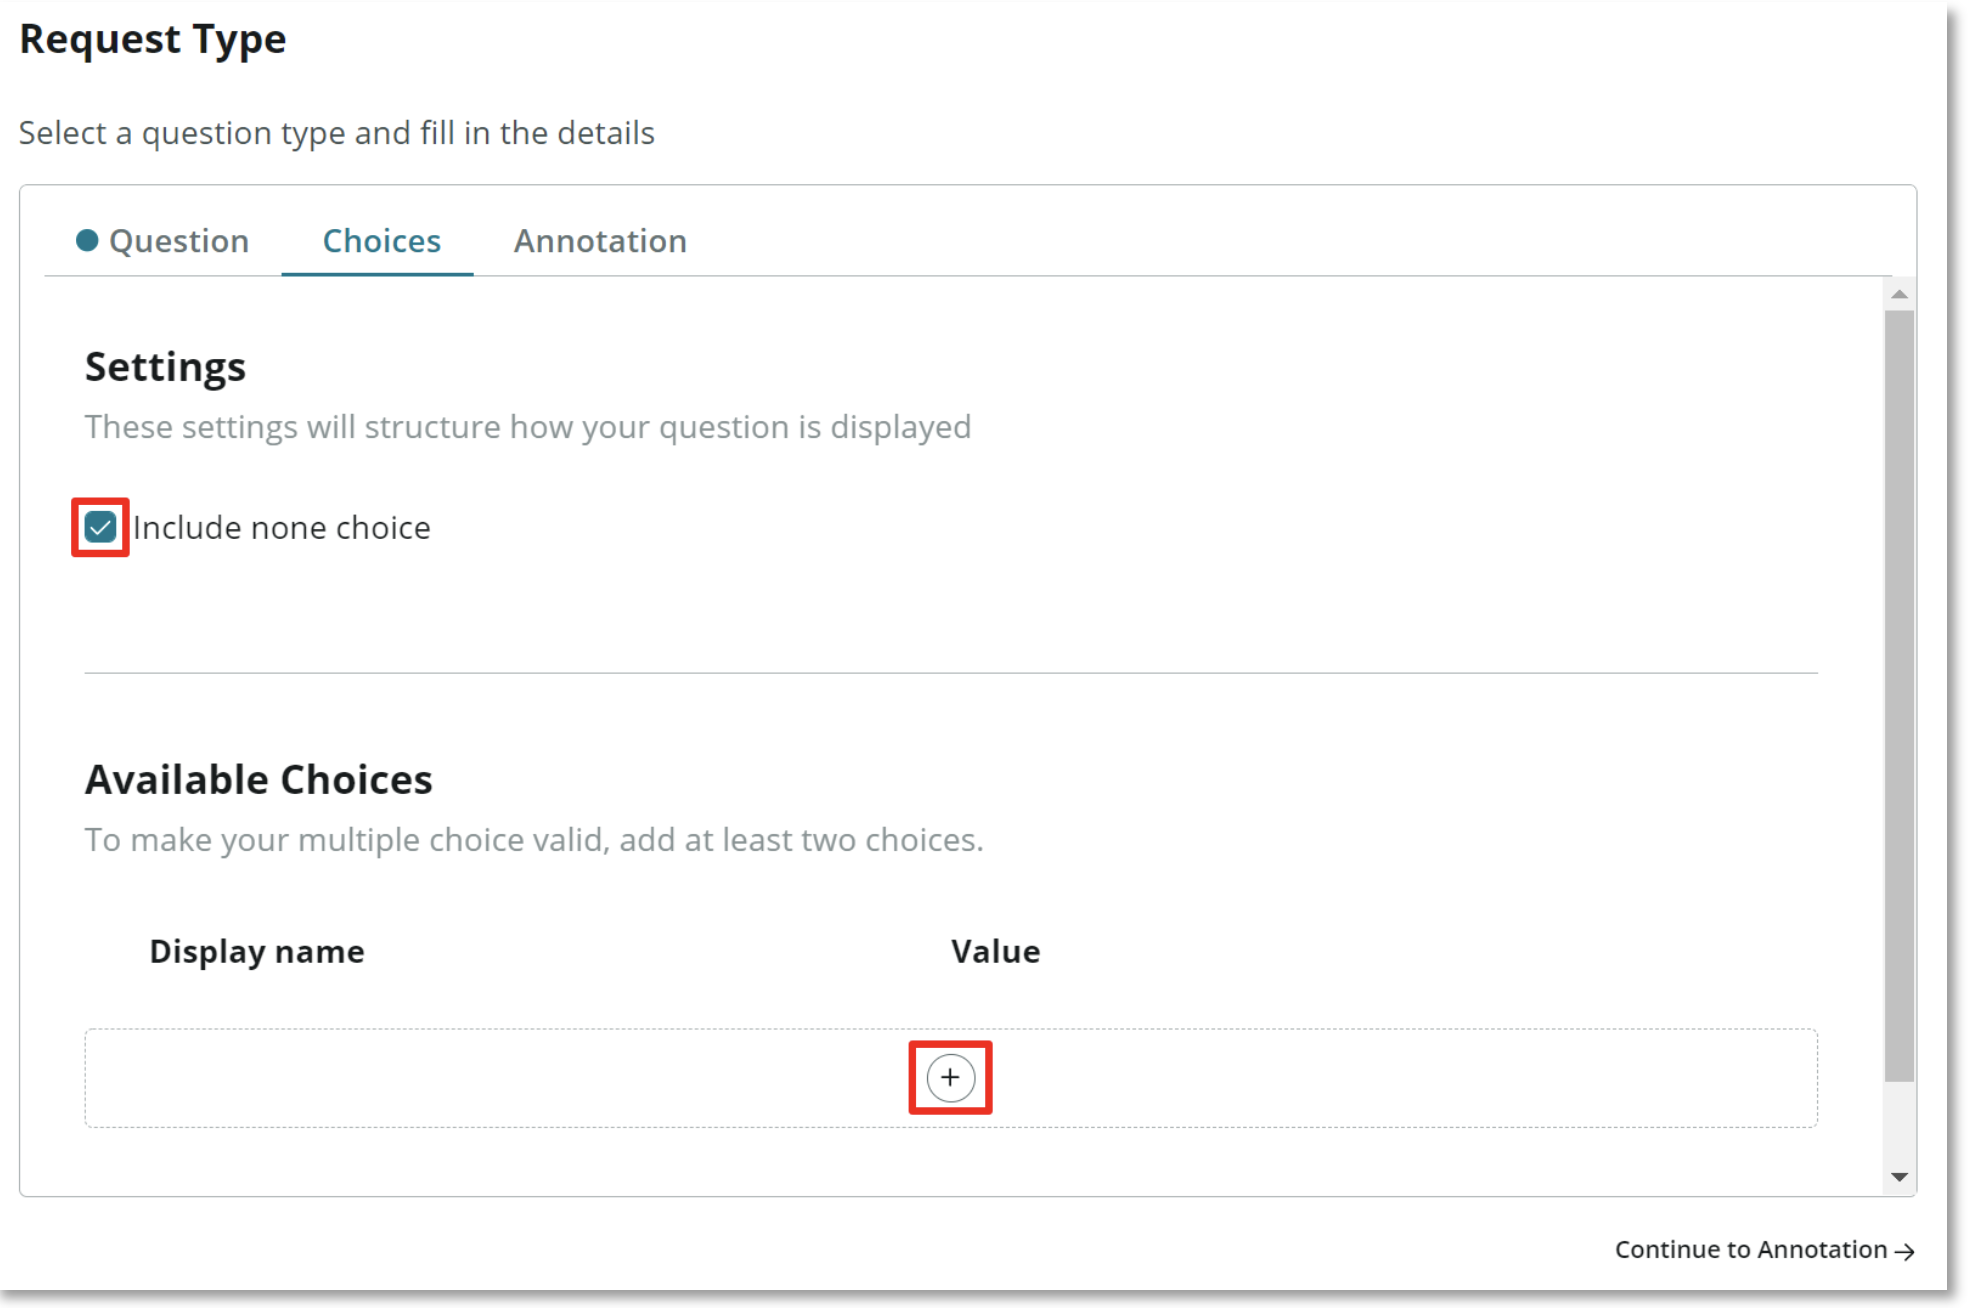 Request Type
Select a question type and fill in the details
Question Choices Annotation
Settings
These settings will structure how your question is displayed
Include none choice
Available Choices
To make your multiple choice valid, add at least two choices.
Display name Value
Continue to Annotation →